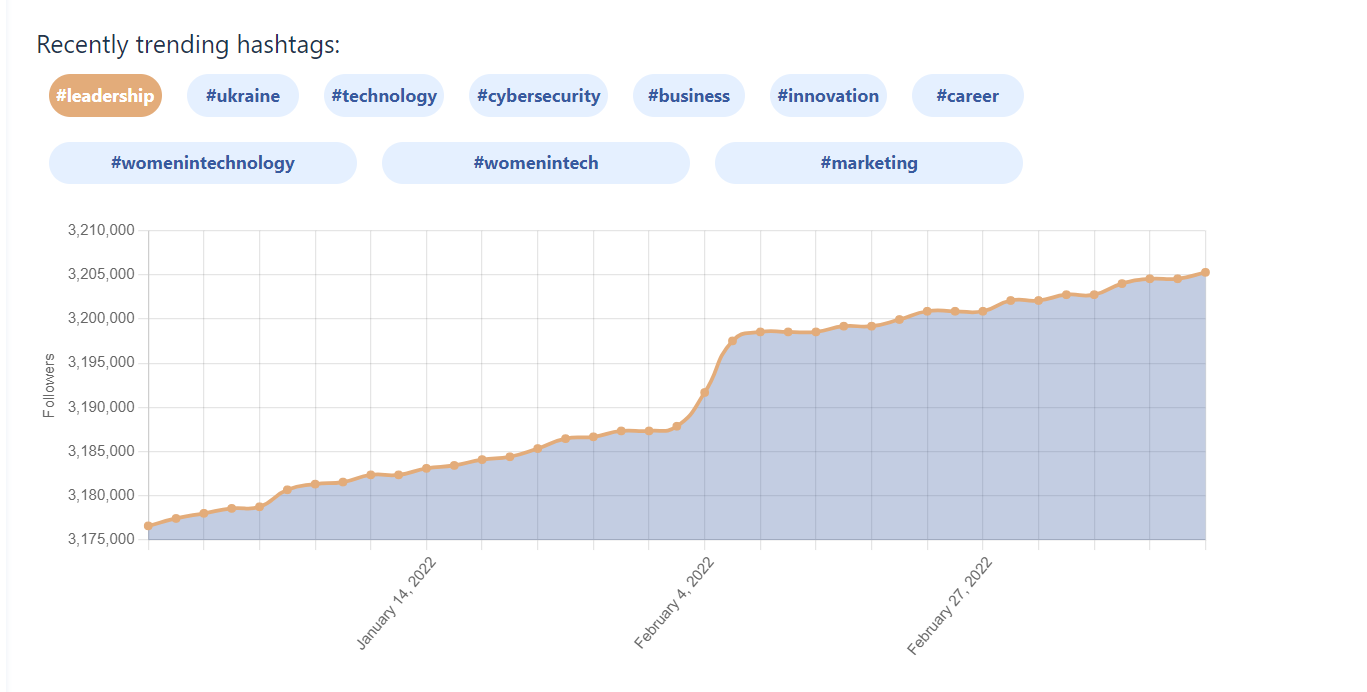 Recently trending hashtags:
#leadership #ukraine #technology #cybersecurity #business #innovation #career
#womenintechnology #womenintech #marketing
3,210,000
3,205,000
3,200,000
3,195,000
3,190,000
3,185,000
3,180,000
3,175,000
Followers
January 14, 2022
February 4, 2022
February 27, 2022